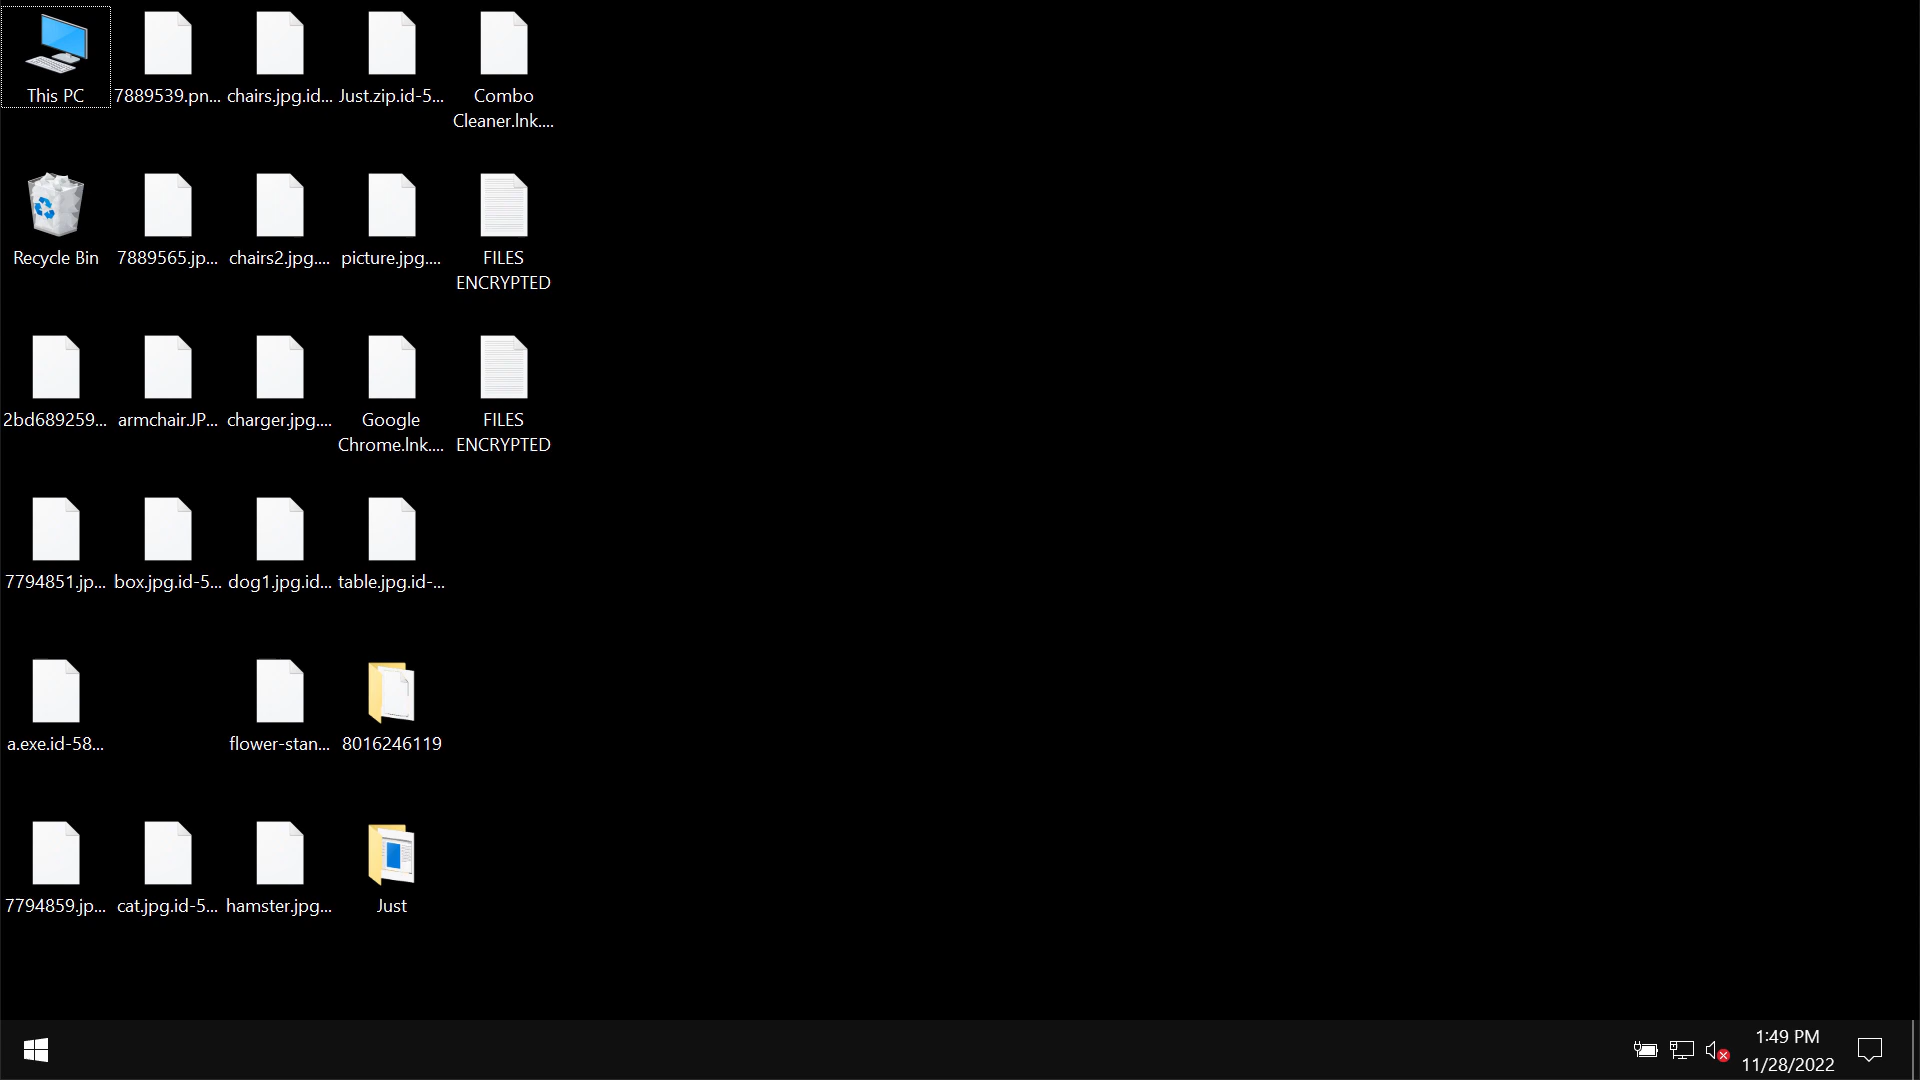 This PC
7889539.pn...
chairs.jpg.id...
Just.zip.id-5...
Combo
Cleaner.lnk....
Recycle Bin
7889565.jp...
chairs2.jpg....
picture.jpg....
FILES
ENCRYPTED
2bd689259...
armchair.JP...
charger.jpg....
Google
Chrome.lnk....
FILES
ENCRYPTED
7794851.jp...
box.jpg.id-5...
dog1.jpg.id...
table.jpg.id-...
a.exe.id-58...
flower-stan...
8016246119
7794859.jp...
cat.jpg.id-5...
hamster.jpg...
Just
1:49 PM
11/28/2022